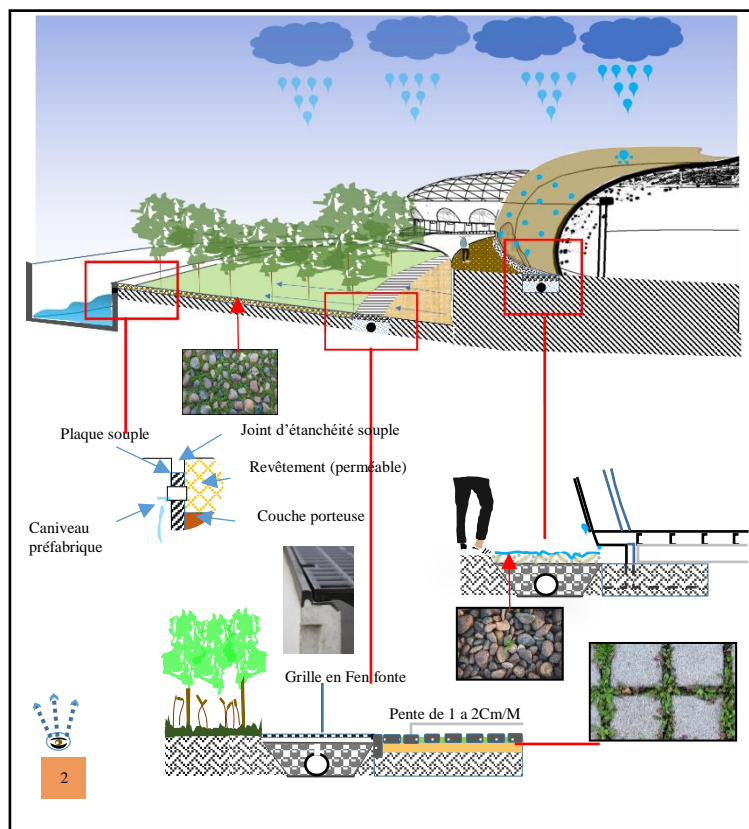 Plaque souple
Joint d'étanchéité souple
Revêtement (perméable)
Caniveau
préfabrique
Couche porteuse
Grille en Fen fonte
Pente de 1 a 2Cm/M
2